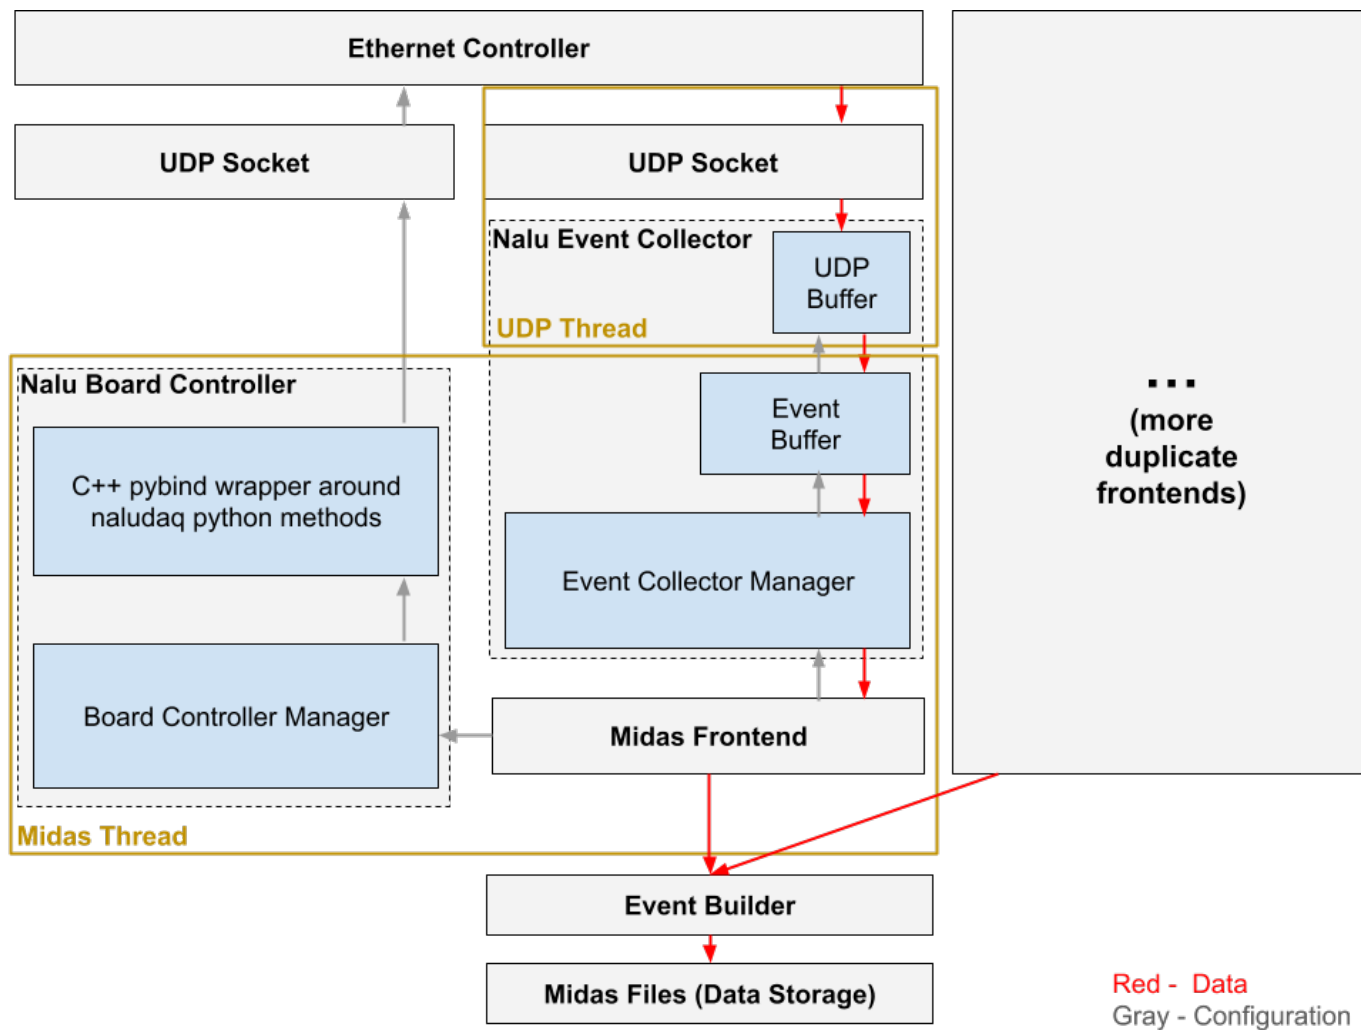 Ethernet Controller
UDP Socket
UDP Socket
Nalu Event Collector
UDP
Buffer
UDP Thread
Nalu Board Controller
Event
Buffer
C++ pybind wrapper around
naludaq python methods
Event Collector Manager
Board Controller Manager
Midas Frontend
Midas Thread
...
(more
duplicate
frontends)
Event Builder
Midas Files (Data Storage)
Red - Data
Gray - Configuration